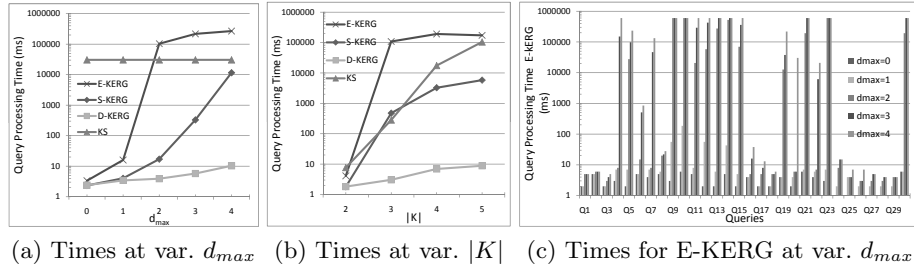 Query Processing Time (ms)
1000000
100000
10000
1000
100
10
1
E-KERG
S-KERG
D-KERG
KS
0 1 2 3 4
dmax
(a) Times at var. dmax
Query Processing Time (ms)
1000000
100000
10000
1000
100
10
1
E-KERG
S-KERG
D-KERG
KS
2 3 4 5
|K|
(b) Times at var. |K|
Query Processing Time E-kERG
(ms)
1000000
100000
10000
1000
100
10
1
dmax=0
dmax=1
dmax=2
dmax=3
dmax=4
Q1 Q3 Q5 Q7 Q9 Q11 Q13 Q15 Q17 Q19 Q21 Q23 Q25 Q27 Q29
Queries
(c) Times for E-KERG at var. dmax